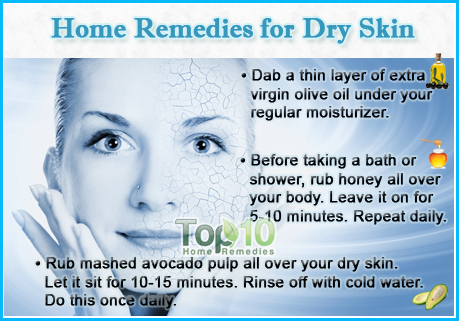 Home Remedies for Dry Skin
• Dab a thin layer of extra
virgin olive oil under your
regular moisturizer.
• Before taking a bath or
shower, rub honey all over
your body. Leave it on for
5-10 minutes. Repeat daily.
Top10
Home Remedies
• Rub mashed avocado pulp all over your dry skin.
Let it sit for 10-15 minutes. Rinse off with cold water.
Do this once daily.